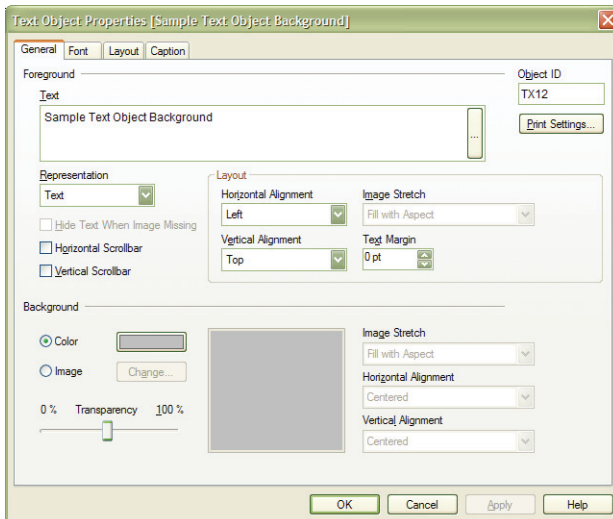 Text Object Properties [Sample Text Object Background]
General Font Layout Caption
Foreground
Object ID
Text
TX12
Sample Text Object Background
...
Print Settings...
Representation
Layout
Text
Horizontal Alignment
Image Stretch
Left
Fill with Aspect
Hide Text When Image Missing
Horizontal Scrollbar
Vertical Alignment
Text Margin
Top
0 pt
Vertical Scrollbar
Background
Color
Image Stretch
Fill with Aspect
Image
Change...
Horizontal Alignment
Centered
0 % Transparency 100 %
Vertical Alignment
Centered
OK Cancel Apply Help